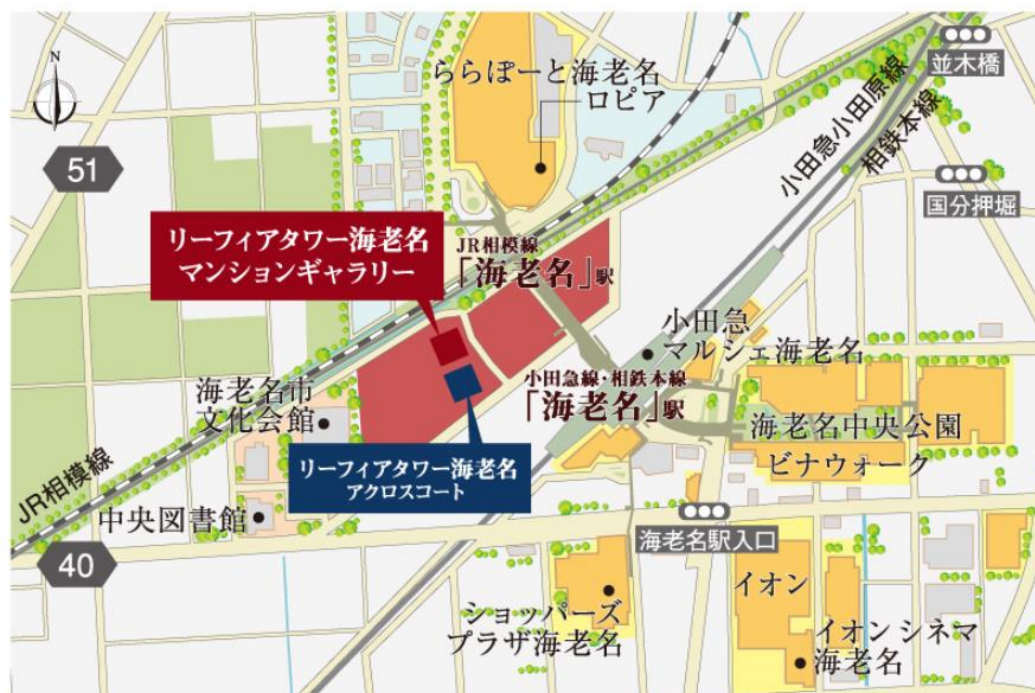 N
並木橋
ららぽーと海老名
ロピア
小田急小田原線
相鉄本線
51
国分押堀
リーフィアタワー海老名
マンションギャラリー
JR相模線
「海老名」駅
小田急
マルシェ海老名
海老名市
文化会館
小田急線・相鉄本線
「海老名」駅
海老名中央公園
ビナウォーク
リーフィアタワー海老名
アクロスコート
JR相模線
中央図書館
海老名駅入口
40
イオン
ショッパーズ
プラザ海老名
イオンシネマ
海老名